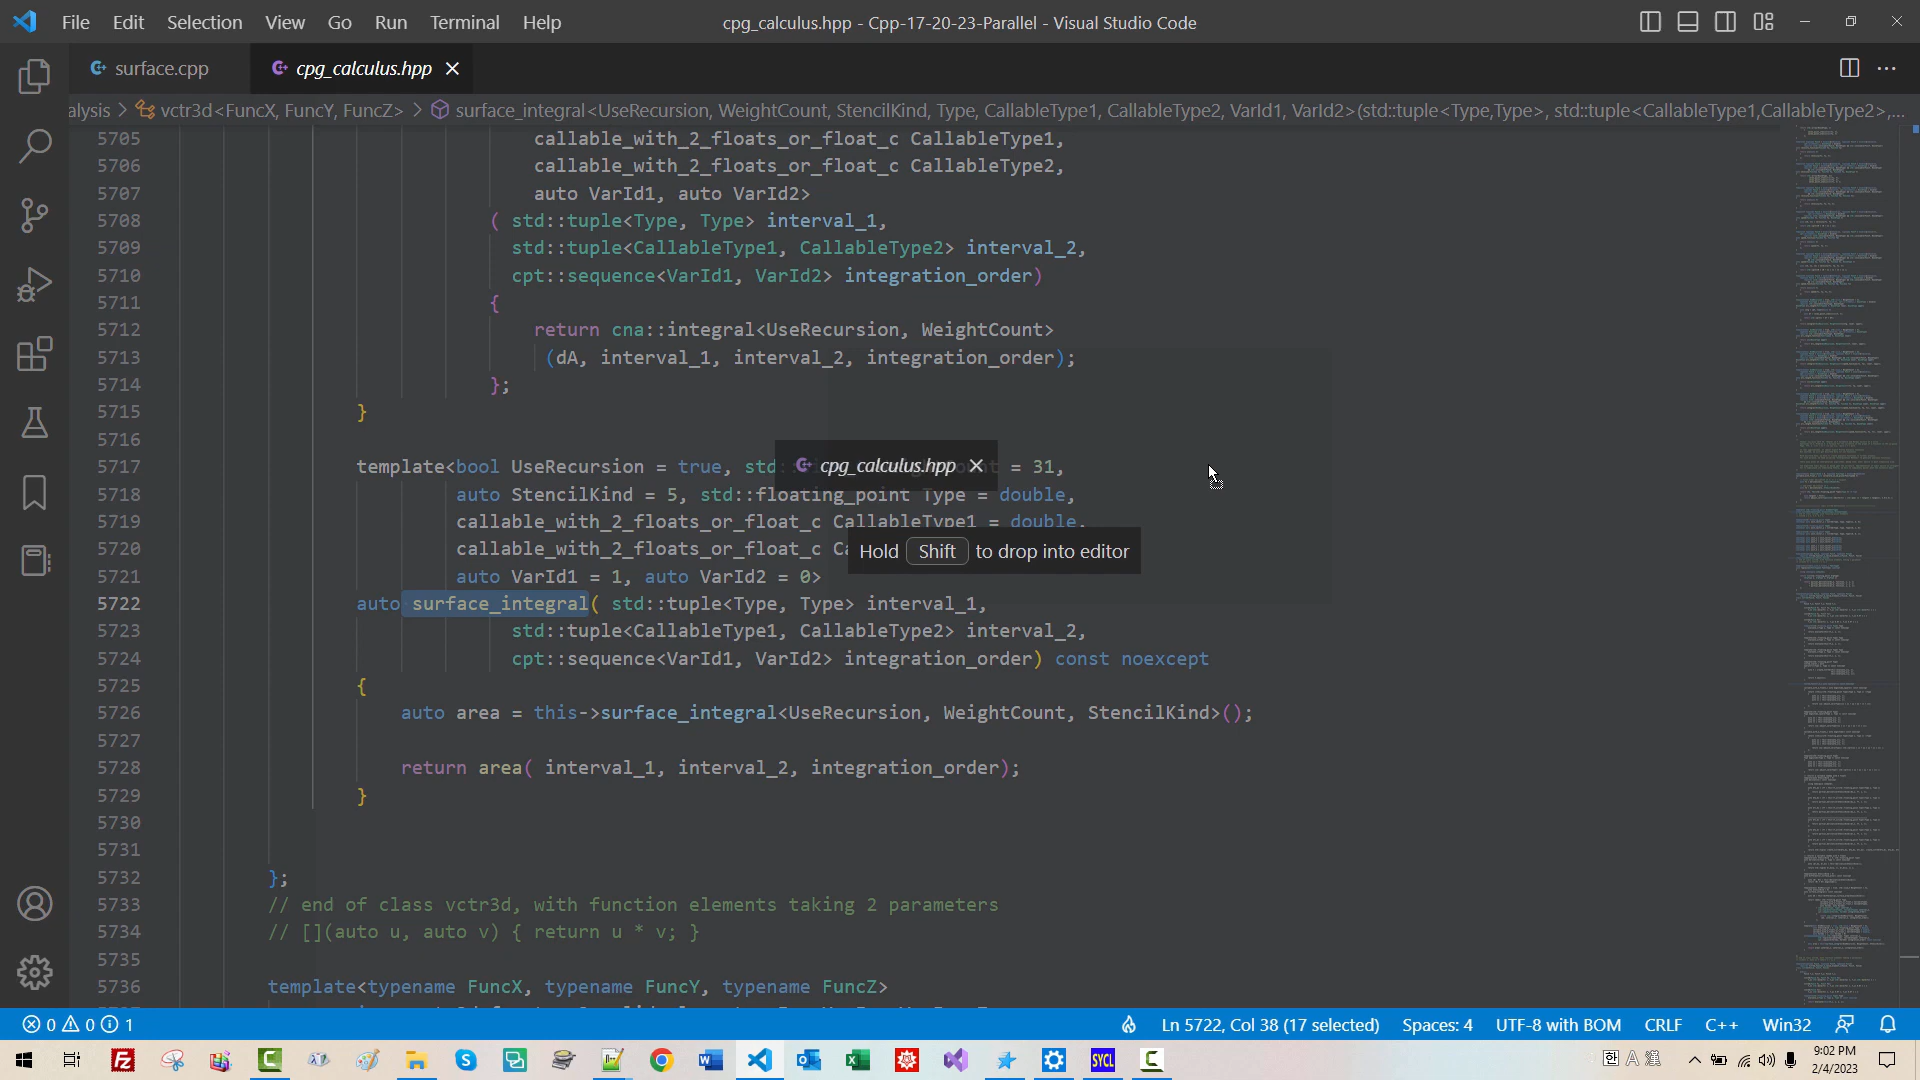 File Edit Selection View Go Run Terminal Help cpg_calculus.hpp - Cpp-17-20-23-Parallel - Visual Studio Code
surface.cpp cpg_calculus.hpp
alysis > vctr3d<FuncX, FuncY, FuncZ> > surface_integral<UseRecursion, WeightCount, StencilKind, Type, CallableType1, CallableType2, VarId1, VarId2>(std::tuple<Type,Type>, std::tuple<CallableType1,CallableType2>,...
5705 callable_with_2_floats_or_float_c CallableType1,
5706 callable_with_2_floats_or_float_c CallableType2,
5707 auto VarId1, auto VarId2>
5708 ( std::tuple<Type, Type> interval_1,
5709 std::tuple<CallableType1, CallableType2> interval_2,
5710 cpt::sequence<VarId1, VarId2> integration_order)
5711 {
5712 return cna::integral<UseRecursion, WeightCount>
5713 (dA, interval_1, interval_2, integration_order);
5714 };
5715 }
5716
cpg_calculus.hpp
5717 template<bool UseRecursion = true, std = 31,
5718 auto StencilKind = 5, std::floating_point Type = double,
5719 callable_with_2_floats_or_float_c CallableType1 = double,
5720 callable_with_2_floats_or_float_c
Hold Shift to drop into editor
5721 auto VarId1 = 1, auto VarId2 = 0>
5722 auto surface_integral( std::tuple<Type, Type> interval_1,
5723 std::tuple<CallableType1, CallableType2> interval_2,
5724 cpt::sequence<VarId1, VarId2> integration_order) const noexcept
5725 {
5726 auto area = this->surface_integral<UseRecursion, WeightCount, StencilKind>();
5727
5728 return area( interval_1, interval_2, integration_order);
5729 }
5730
5731
5732 };
5733 // end of class vctr3d, with function elements taking 2 parameters
5734 // [](auto u, auto v) { return u * v; }
5735
5736 template<typename FuncX, typename FuncY, typename FuncZ>
0 0 1 Ln 5722, Col 38 (17 selected) Spaces: 4 UTF-8 with BOM CRLF C++ Win32
SYCL 한 A 漢 9:02 PM
2/4/2023